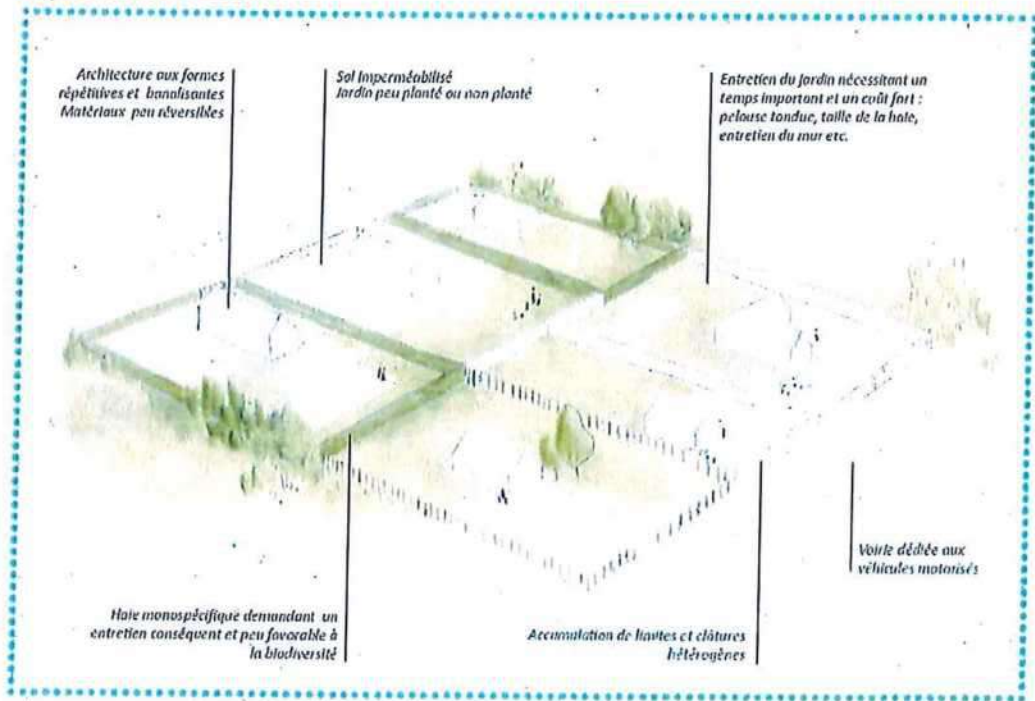 Architecture aux formes
répétitives et banalisantes
Matériaux peu réversibles
Sol imperméabilisé
Jardin peu planté ou non planté
Entretien du jardin nécessitant un
temps important et un coût fort :
pelouse tondue, taille de la haie,
entretien du mur etc.
Haie monospécifique demandant un
entretien conséquent et peu favorable à
la biodiversité
Accumulation de limites et clôtures
hétérogènes
Voirie dédiée aux
véhicules motorisés